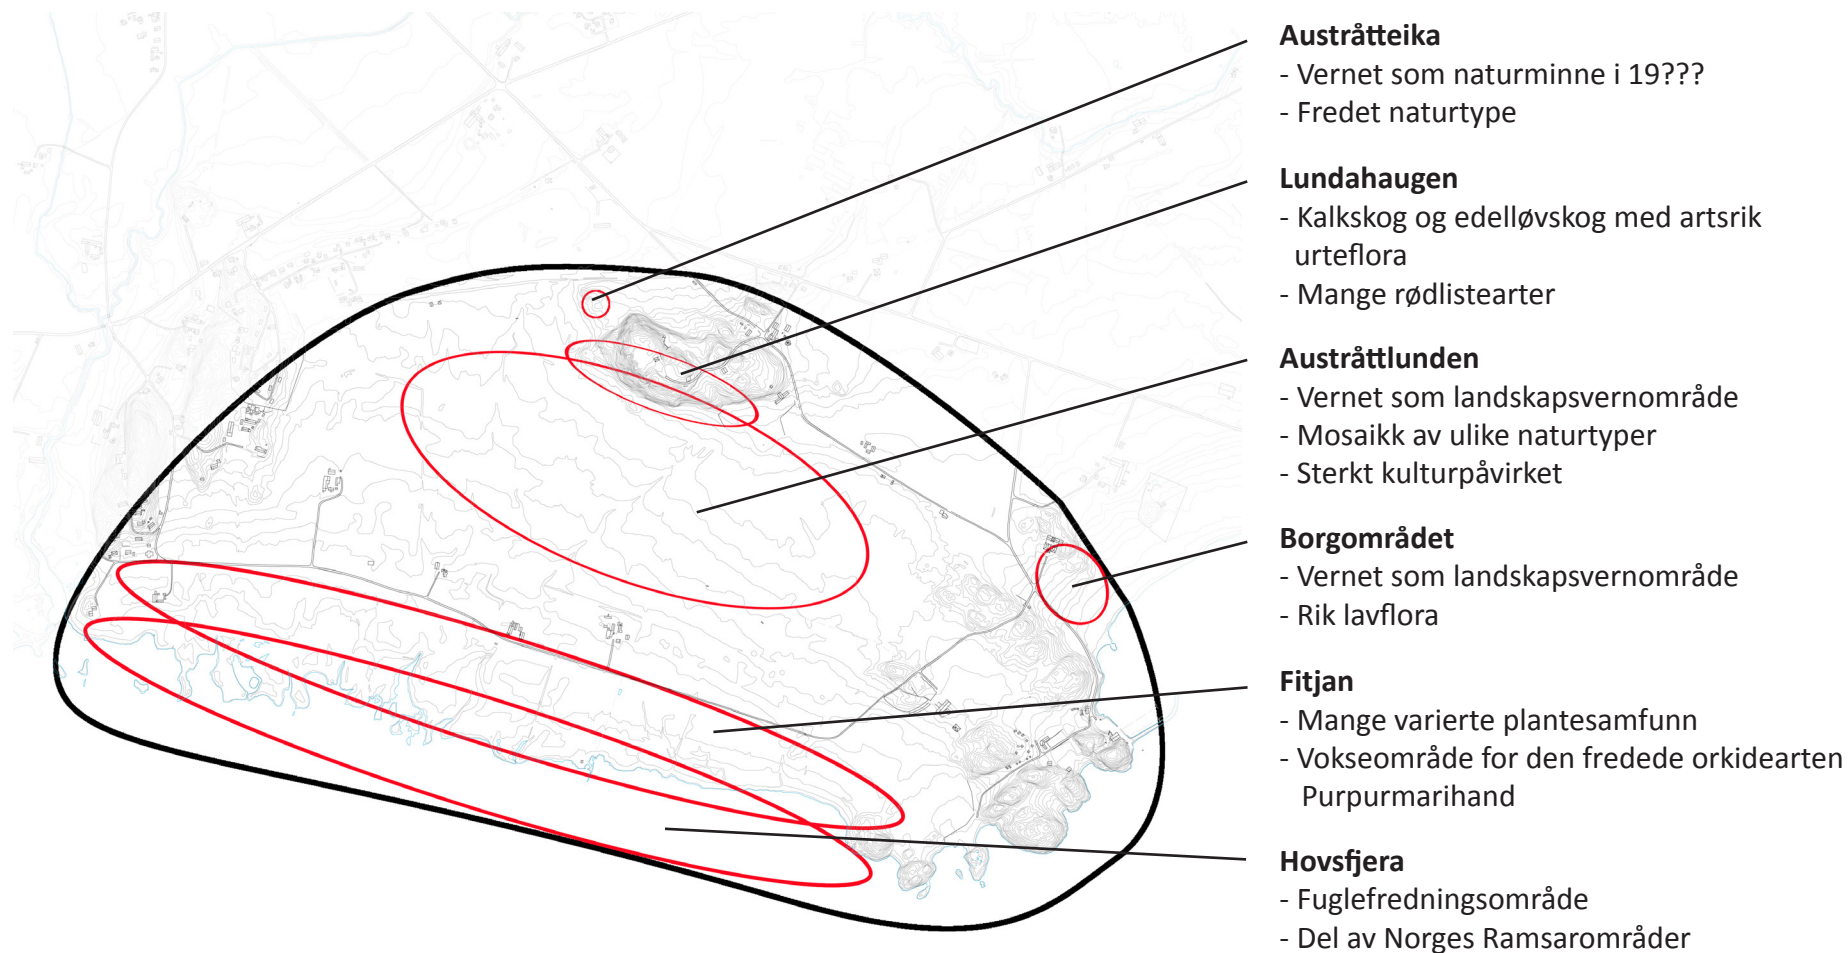 Austråtteika
- Vernet som naturminne i 19???
- Fredet naturtype
Lundahaugen
- Kalkskog og edelløvskog med artsrik
urteflora
- Mange rødlistearter
Austråttlunden
- Vernet som landskapsvernområde
- Mosaikk av ulike naturtyper
- Sterkt kulturpåvirket
Borgområdet
- Vernet som landskapsvernområde
- Rik lavflora
Fitjan
- Mange varierte plantesamfunn
- Vokseområde for den fredede orkidearten
Purpurmarihand
Hovsfjera
- Fuglefredningsområde
- Del av Norges Ramsarområder